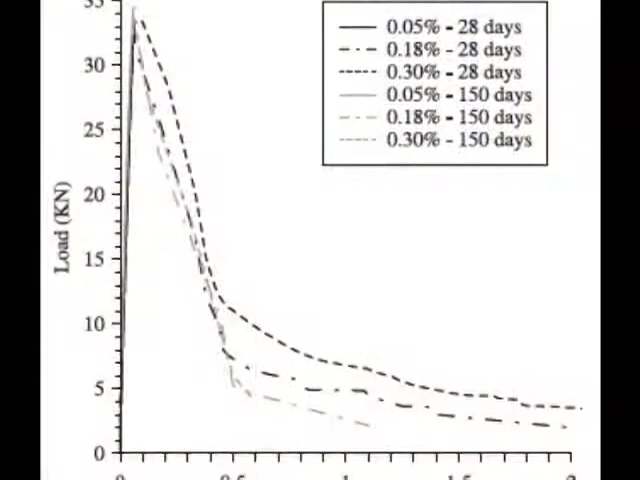 35
0.05% - 28 days
0.18% - 28 days
0.30% - 28 days
0.05% - 150 days
0.18% - 150 days
0.30% - 150 days
30
25
20
15
10
5
0
Load (KN)
0 0.5 1 1.5 2